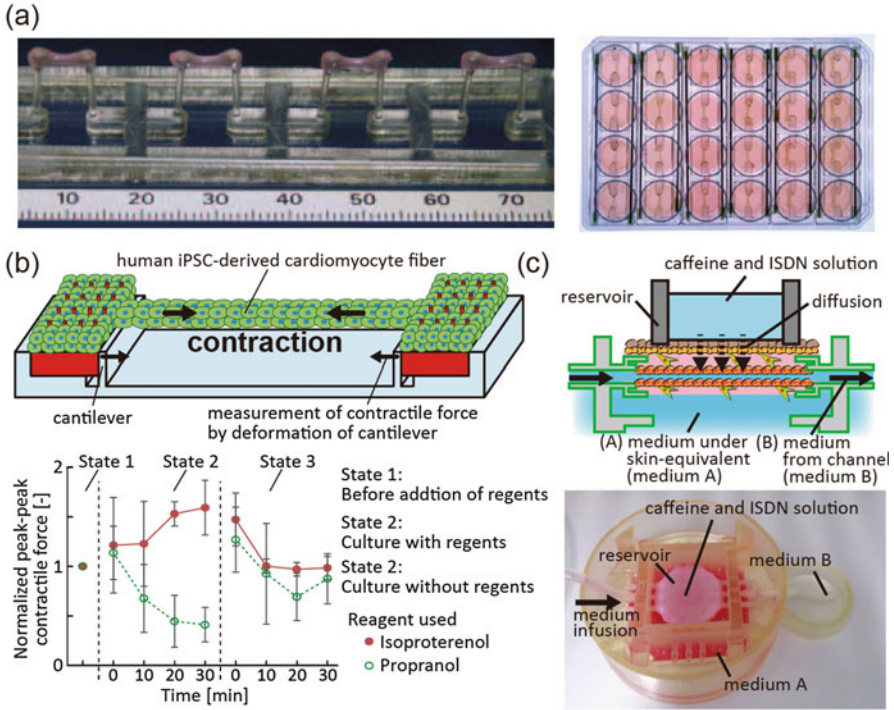 (a)
10 20 30 40 50 60 70
(b)
human iPSC-derived cardiomyocyte fiber
contraction
cantilever
measurement of contractile force
by deformation of cantilever
State 1
State 2
State 3
Normalized peak-peak
contractile force [-]
2
1
0
0 10 20 30 0 10 20 30
Time [min]
State 1:
Before addtion of regents
State 2:
Culture with regents
State 2:
Culture without regents
Reagent used
Isoproterenol
Propranol
(c)
caffeine and ISDN solution
reservoir
diffusion
(A) medium under
skin-equivalent
(medium A)
(B) medium
from channel
(medium B)
caffeine and ISDN solution
reservoir
medium B
medium
infusion
medium A